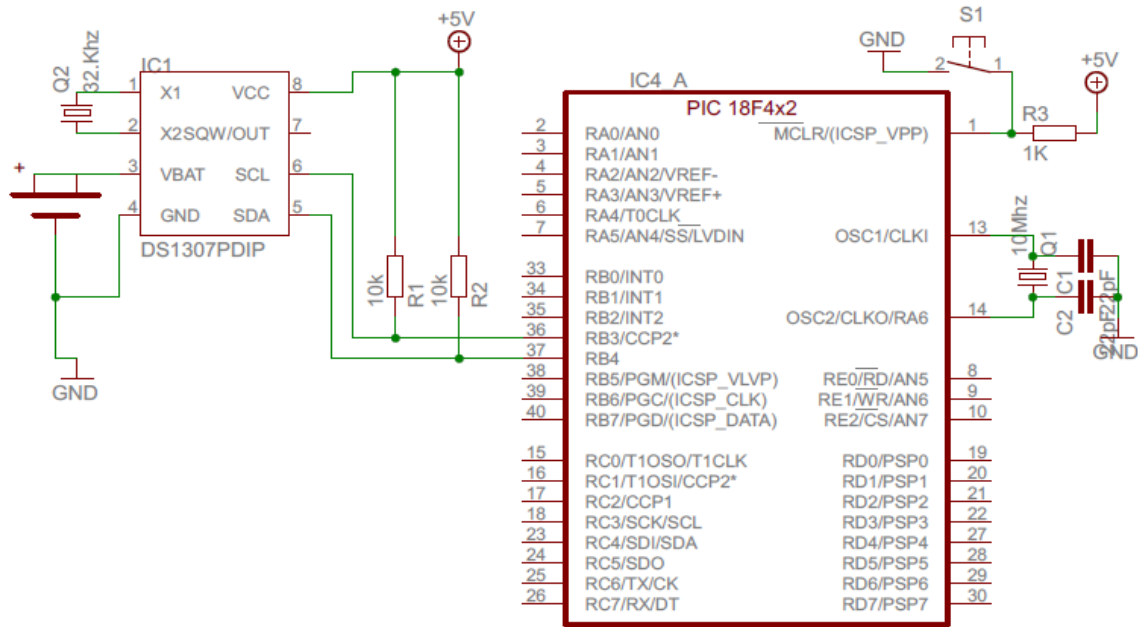 +5V
S1
GND
2
1
+5V
Q2
32.Khz
IC1
1
X1
VCC
8
2
X2SQW/OUT
7
+
3
VBAT
SCL
6
4
GND
SDA
5
DS1307PDIP
10k
R1
10k
R2
GND
IC4_A
PIC 18F4x2
2
RA0/AN0
MCLR/(ICSP_VPP)
1
R3
1K
3
RA1/AN1
4
RA2/AN2/VREF-
5
RA3/AN3/VREF+
6
RA4/T0CLK
7
RA5/AN4/SS/LVDIN
OSC1/CLKI
13
10Mhz
Q1
C1
22pF
C2
22pF
GND
33
RB0/INT0
34
RB1/INT1
35
RB2/INT2
OSC2/CLKO/RA6
14
36
RB3/CCP2*
37
RB4
38
RB5/PGM/(ICSP_VLVP)
RE0/RD/AN5
8
39
RB6/PGC/(ICSP_CLK)
RE1/WR/AN6
9
40
RB7/PGD/(ICSP_DATA)
RE2/CS/AN7
10
15
RC0/T1OSO/T1CLK
RD0/PSP0
19
16
RC1/T1OSI/CCP2*
RD1/PSP1
20
17
RC2/CCP1
RD2/PSP2
21
18
RC3/SCK/SCL
RD3/PSP3
22
23
RC4/SDI/SDA
RD4/PSP4
27
24
RC5/SDO
RD5/PSP5
28
25
RC6/TX/CK
RD6/PSP6
29
26
RC7/RX/DT
RD7/PSP7
30